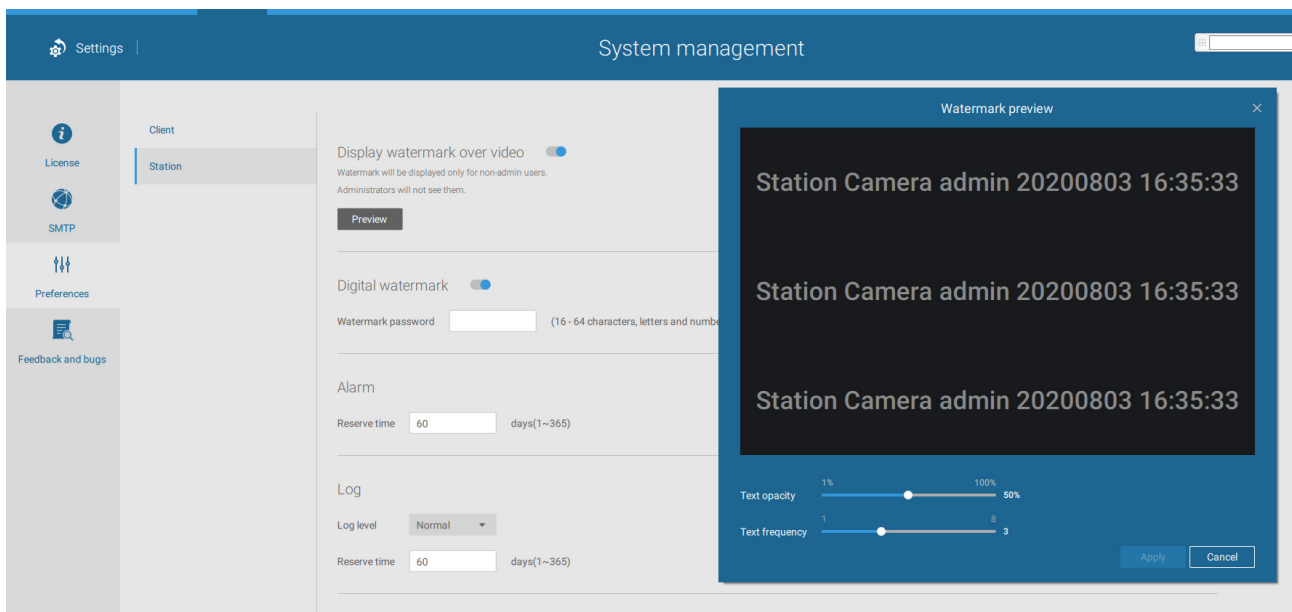 Settings
System management
License
SMTP
Preferences
Feedback and bugs
Client
Station
Display watermark over video
Watermark will be displayed only for non-admin users.
Administrators will not see them.
Preview
Digital watermark
Watermark password (16 - 64 characters, letters and numbe
Alarm
Reserve time 60 days(1~365)
Log
Log level Normal
Reserve time 60 days(1~365)
Watermark preview
Station Camera admin 20200803 16:35:33
Station Camera admin 20200803 16:35:33
Station Camera admin 20200803 16:35:33
1% 100%
Text opacity 50%
1 8
Text frequency 3
Apply Cancel